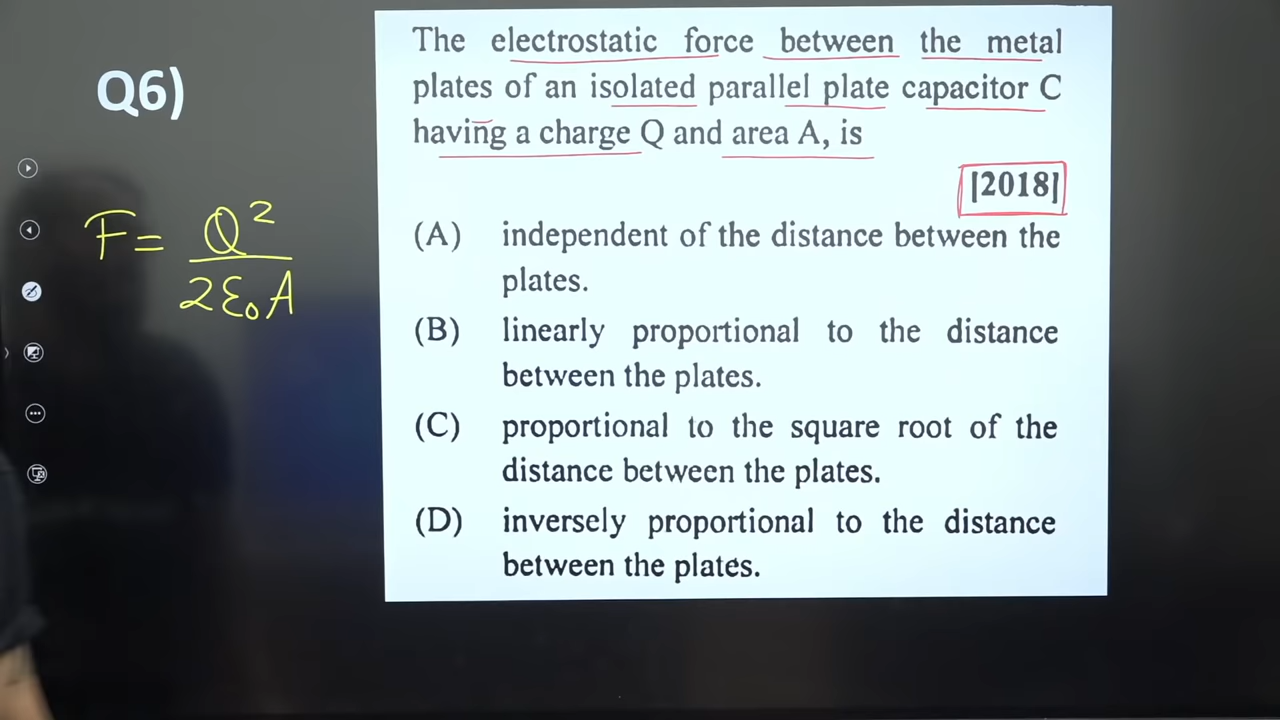 Q6)
The electrostatic force between the metal
plates of an isolated parallel plate capacitor C
having a charge Q and area A, is
[2018]
F = Q²
2ε₀A
(A) independent of the distance between the
plates.
(B) linearly proportional to the distance
between the plates.
(C) proportional to the square root of the
distance between the plates.
(D) inversely proportional to the distance
between the plates.